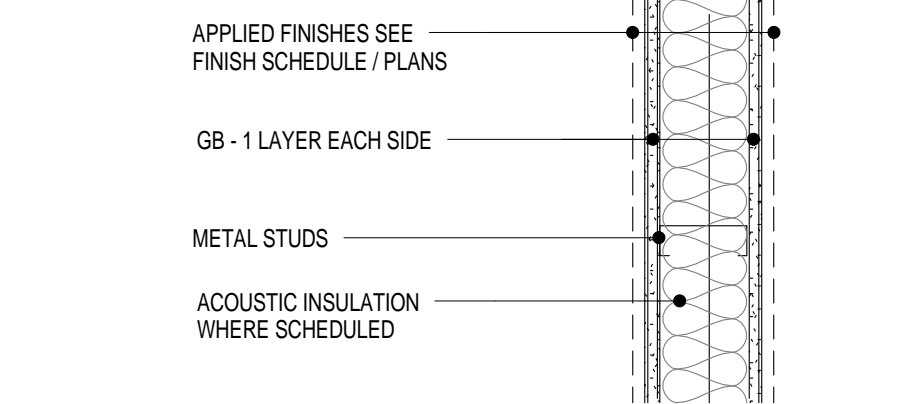 APPLIED FINISHES SEE
FINISH SCHEDULE / PLANS
GB - 1 LAYER EACH SIDE
METAL STUDS
ACOUSTIC INSULATION
WHERE SCHEDULED